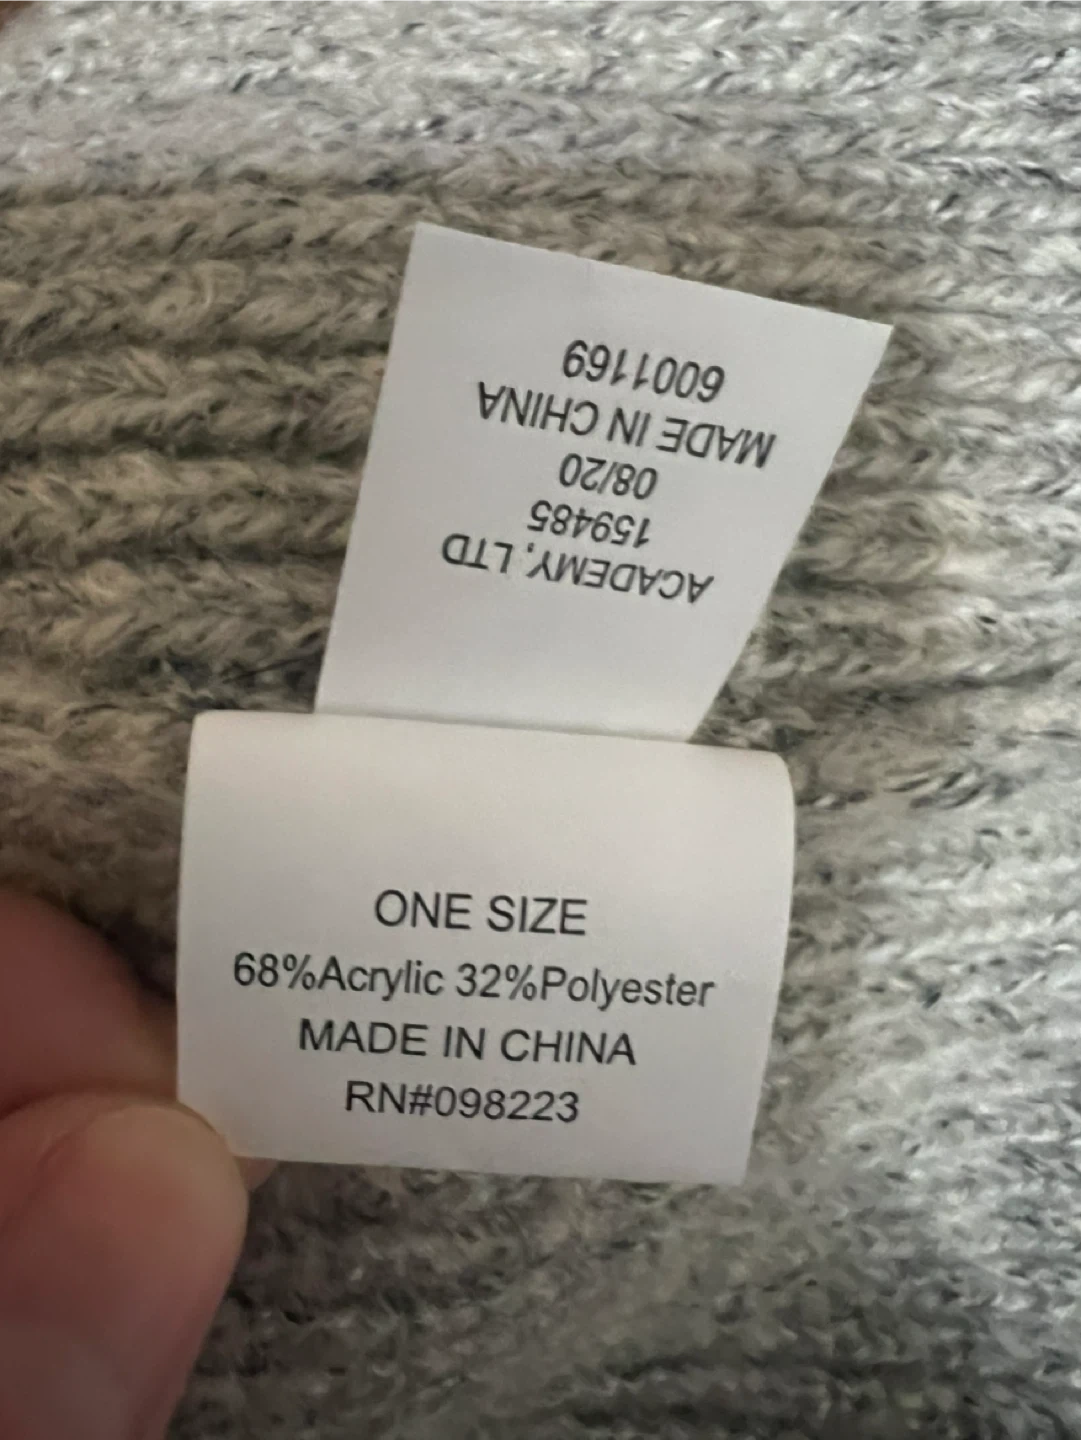 ACADEMY, LTD
159485
08/20
MADE IN CHINA
6001169
ONE SIZE
68%Acrylic 32%Polyester
MADE IN CHINA
RN#098223